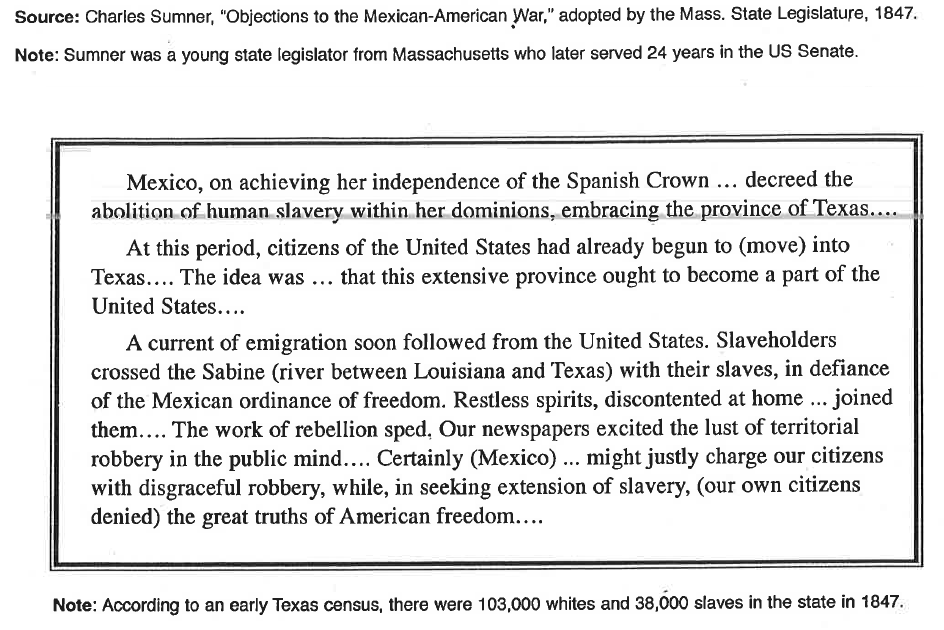 Source: Charles Sumner, "Objections to the Mexican-American War," adopted by the Mass. State Legislature, 1847.
Note: Sumner was a young state legislator from Massachusetts who later served 24 years in the US Senate.
Mexico, on achieving her independence of the Spanish Crown ... decreed the
abolition of human slavery within her dominions, embracing the province of Texas....
At this period, citizens of the United States had already begun to (move) into
Texas.... The idea was ... that this extensive province ought to become a part of the
United States....
A current of emigration soon followed from the United States. Slaveholders
crossed the Sabine (river between Louisiana and Texas) with their slaves, in defiance
of the Mexican ordinance of freedom. Restless spirits, discontented at home ... joined
them.... The work of rebellion sped. Our newspapers excited the lust of territorial
robbery in the public mind.... Certainly (Mexico) ... might justly charge our citizens
with disgraceful robbery, while, in seeking extension of slavery, (our own citizens
denied) the great truths of American freedom....
Note: According to an early Texas census, there were 103,000 whites and 38,000 slaves in the state in 1847.